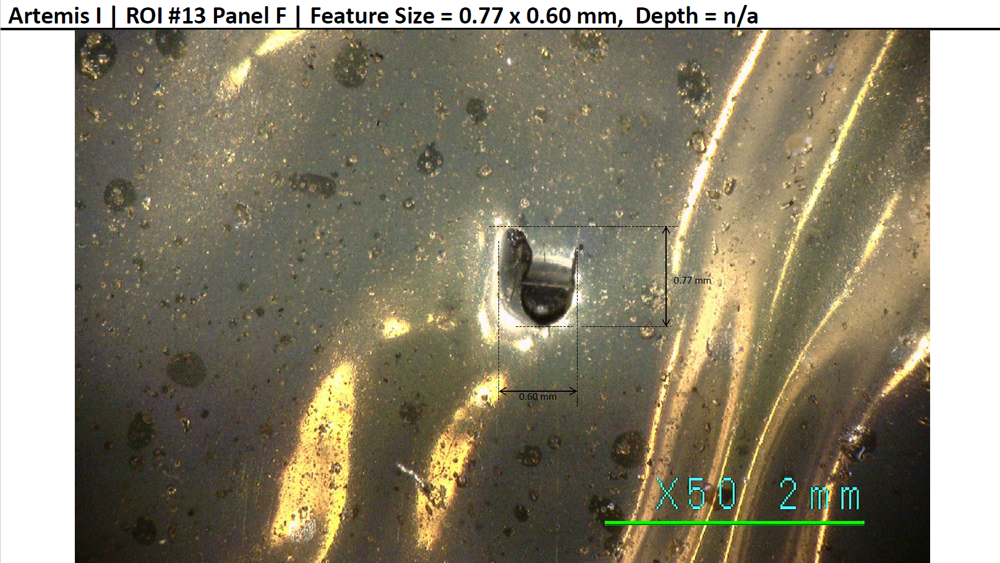 Artemis I | ROI #13 Panel F | Feature Size = 0.77 x 0.60 mm, Depth = n/a
0.77 mm
0.60 mm
X50 2mm